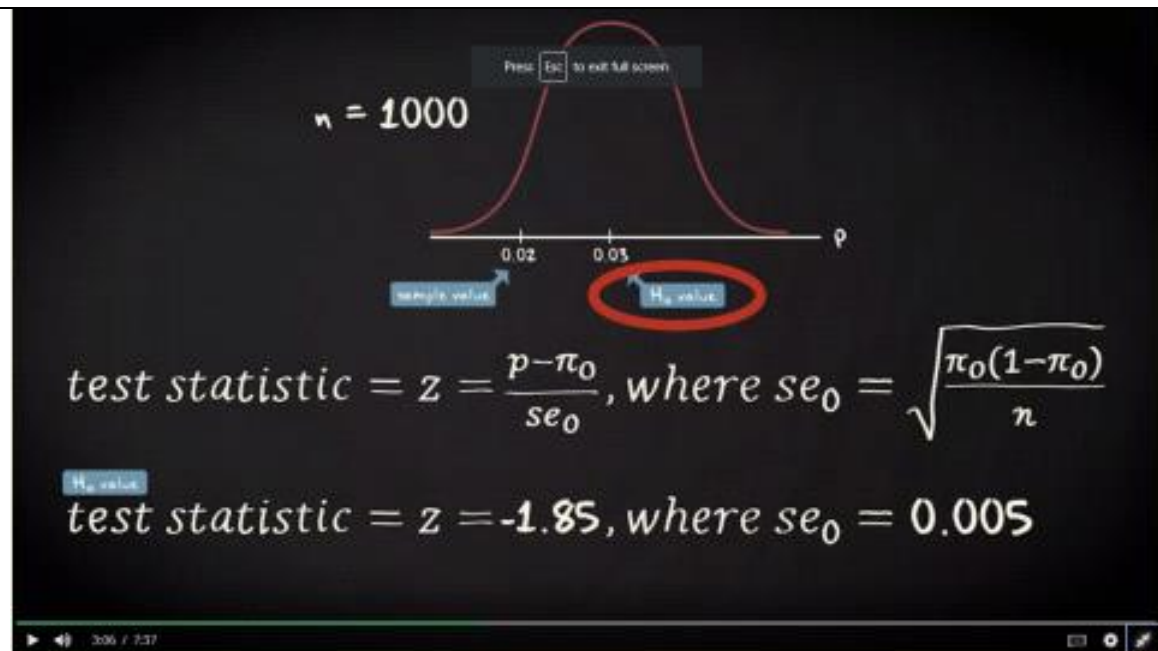 Press Esc to exit full screen
n = 1000
p
0.02 0.03
sample value H₀ value
test statistic = z = p-π₀/se₀, where se₀ = √π₀(1-π₀)/n
H₀ value
test statistic = z =-1.85, where se₀ = 0.005
3:06 / 7:37